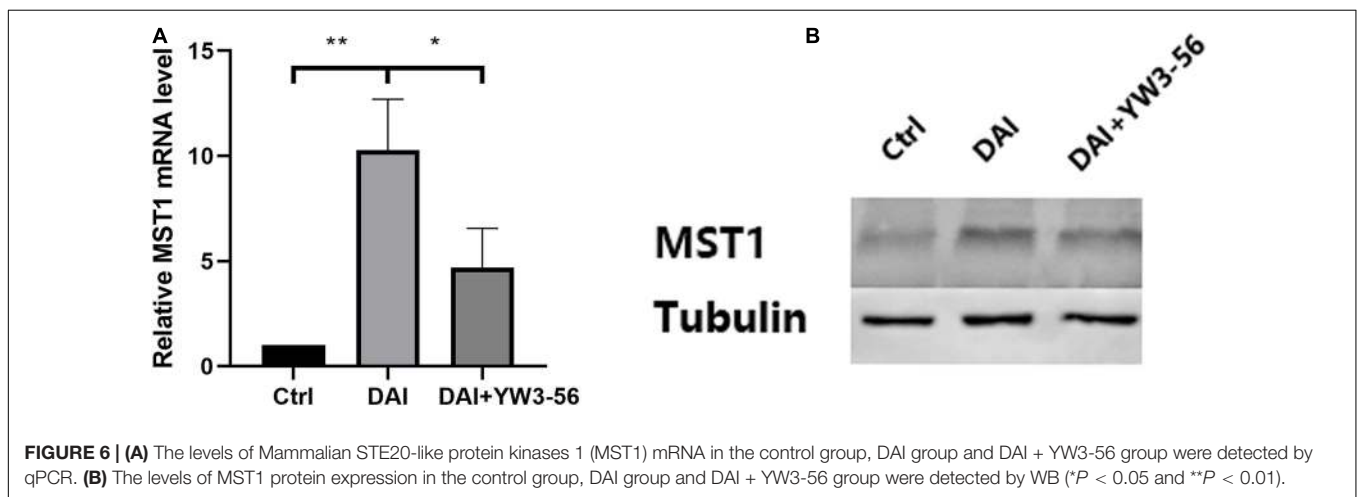 A
B
** *
Relative MST1 mRNA level
15
10
5
0
Ctrl DAI DAI+YW3-56
Ctrl DAI DAI+YW3-56
MST1
Tubulin
FIGURE 6 | (A) The levels of Mammalian STE20-like protein kinases 1 (MST1) mRNA in the control group, DAI group and DAI + YW3-56 group were detected by
qPCR. (B) The levels of MST1 protein expression in the control group, DAI group and DAI + YW3-56 group were detected by WB (*P < 0.05 and **P < 0.01).